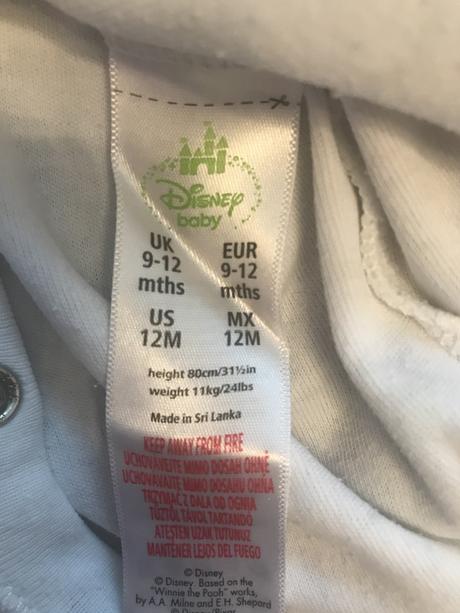 Disney
baby
UK EUR
9-12 9-12
mths mths
US MX
12M 12M
height 80cm/31½in
weight 11kg/24lbs
Made in Sri Lanka
KEEP AWAY FROM FIRE
UCHOVÁVEJTE MIMO DOSAH OHNĚ
UCHOVÁVAJTE MIMO DOSAHU OHŇA
TRZYMAĆ Z DALA OD OGNIA
TŰZTŐL TÁVOL TARTANDÓ
ATEŞTEN UZAK TUTUNUZ
MANTENER LEJOS DEL FUEGO
© Disney
© Disney. Based on the
"Winnie the Pooh" works,
by A.A. Milne and E.H. Shepard
© Disney/Pixar